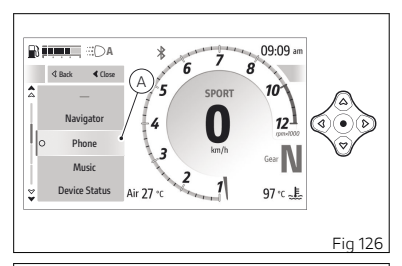 A
09:09 am
Back
Close
A
7
6
8
5
10
SPORT
Navigator
4
0
12
rpm×1000
Phone
km/h
3
Gear N
Music
2
Device Status
1
Air 27 °C
97 °C
Fig 126